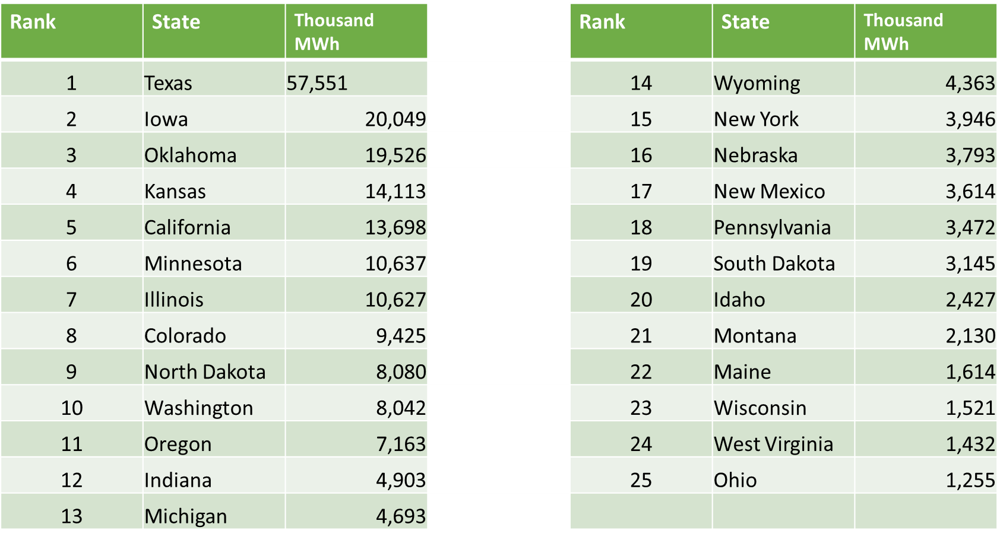 Rank State Thousand
MWh
1 Texas 57,551
2 Iowa 20,049
3 Oklahoma 19,526
4 Kansas 14,113
5 California 13,698
6 Minnesota 10,637
7 Illinois 10,627
8 Colorado 9,425
9 North Dakota 8,080
10 Washington 8,042
11 Oregon 7,163
12 Indiana 4,903
13 Michigan 4,693
Rank State Thousand
MWh
14 Wyoming 4,363
15 New York 3,946
16 Nebraska 3,793
17 New Mexico 3,614
18 Pennsylvania 3,472
19 South Dakota 3,145
20 Idaho 2,427
21 Montana 2,130
22 Maine 1,614
23 Wisconsin 1,521
24 West Virginia 1,432
25 Ohio 1,255